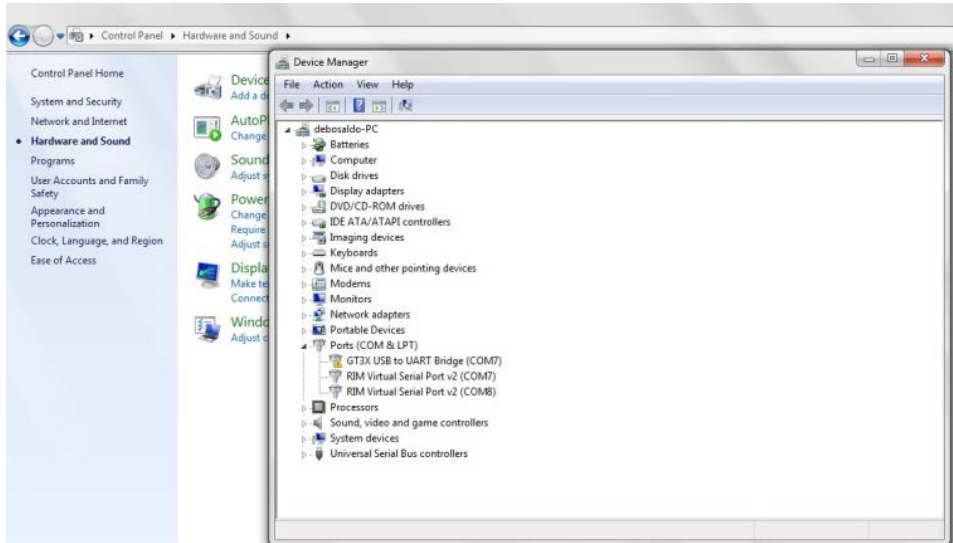 Control Panel
Hardware and Sound
Control Panel Home
System and Security
Network and Internet
Hardware and Sound
Programs
User Accounts and Family
Safety
Appearance and
Personalization
Clock, Language, and Region
Ease of Access
Device
Add a d
AutoP
Change
Sound
Adjust s
Power
Change
Require
Adjust s
Displa
Make te
Connec
Windo
Adjust c
Device Manager
File Action View Help
debosaldo-PC
Batteries
Computer
Disk drives
Display adapters
DVD/CD-ROM drives
IDE ATA/ATAPI controllers
Imaging devices
Keyboards
Mice and other pointing devices
Modems
Monitors
Network adapters
Portable Devices
Ports (COM & LPT)
GT3X USB to UART Bridge (COM7)
RIM Virtual Serial Port v2 (COM7)
RIM Virtual Serial Port v2 (COM8)
Processors
Sound, video and game controllers
System devices
Universal Serial Bus controllers